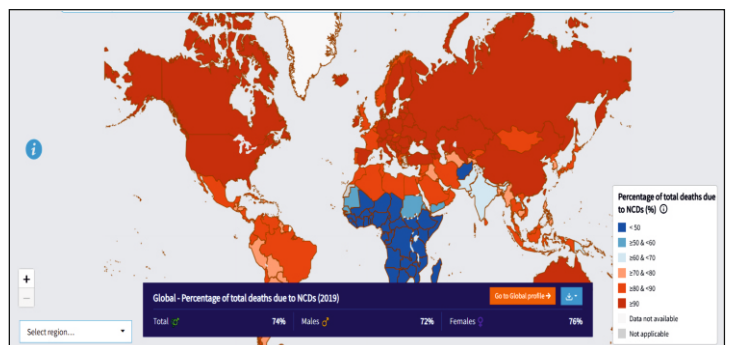 i
Percentage of total deaths due
to NCDs (%) ⓘ
< 50
≥50 & <60
≥60 & <70
≥70 & <80
≥80 & <90
≥90
Data not available
Not applicable
+
−
Global - Percentage of total deaths due to NCDs (2019)
Go to Global profile→
Total 74%
Males ♂ 72%
Females ♀ 76%
Select region...